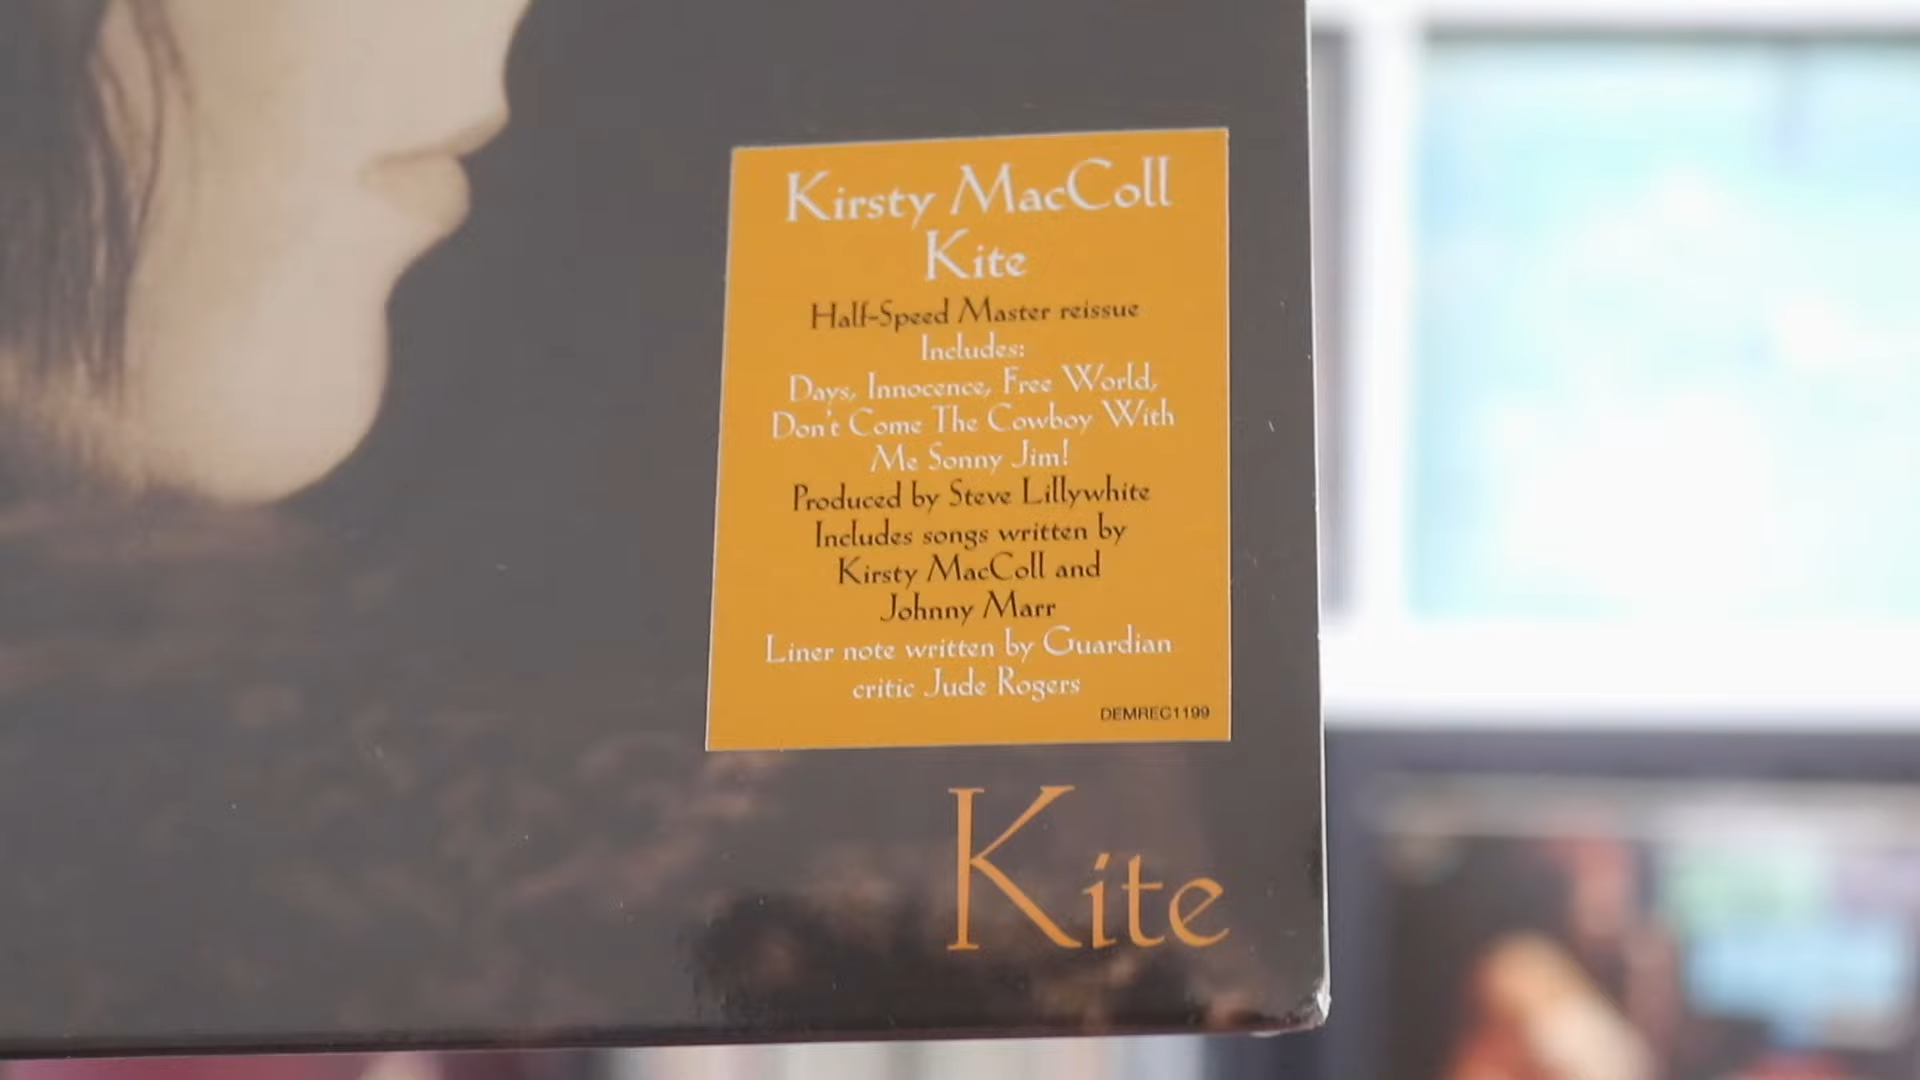 Kirsty MacColl
Kite
Half-Speed Master reissue
Includes:
Days, Innocence, Free World,
Don't Come The Cowboy With
Me Sonny Jim!
Produced by Steve Lillywhite
Includes songs written by
Kirsty MacColl and
Johnny Marr
Liner note written by Guardian
critic Jude Rogers
DEMREC1199
Kite